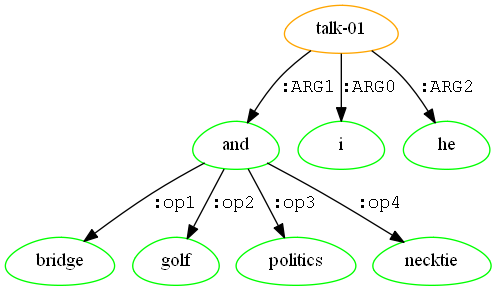 talk-01
:ARG1 :ARG0 :ARG2
and i he
:op1 :op2 :op3 :op4
bridge golf politics necktie